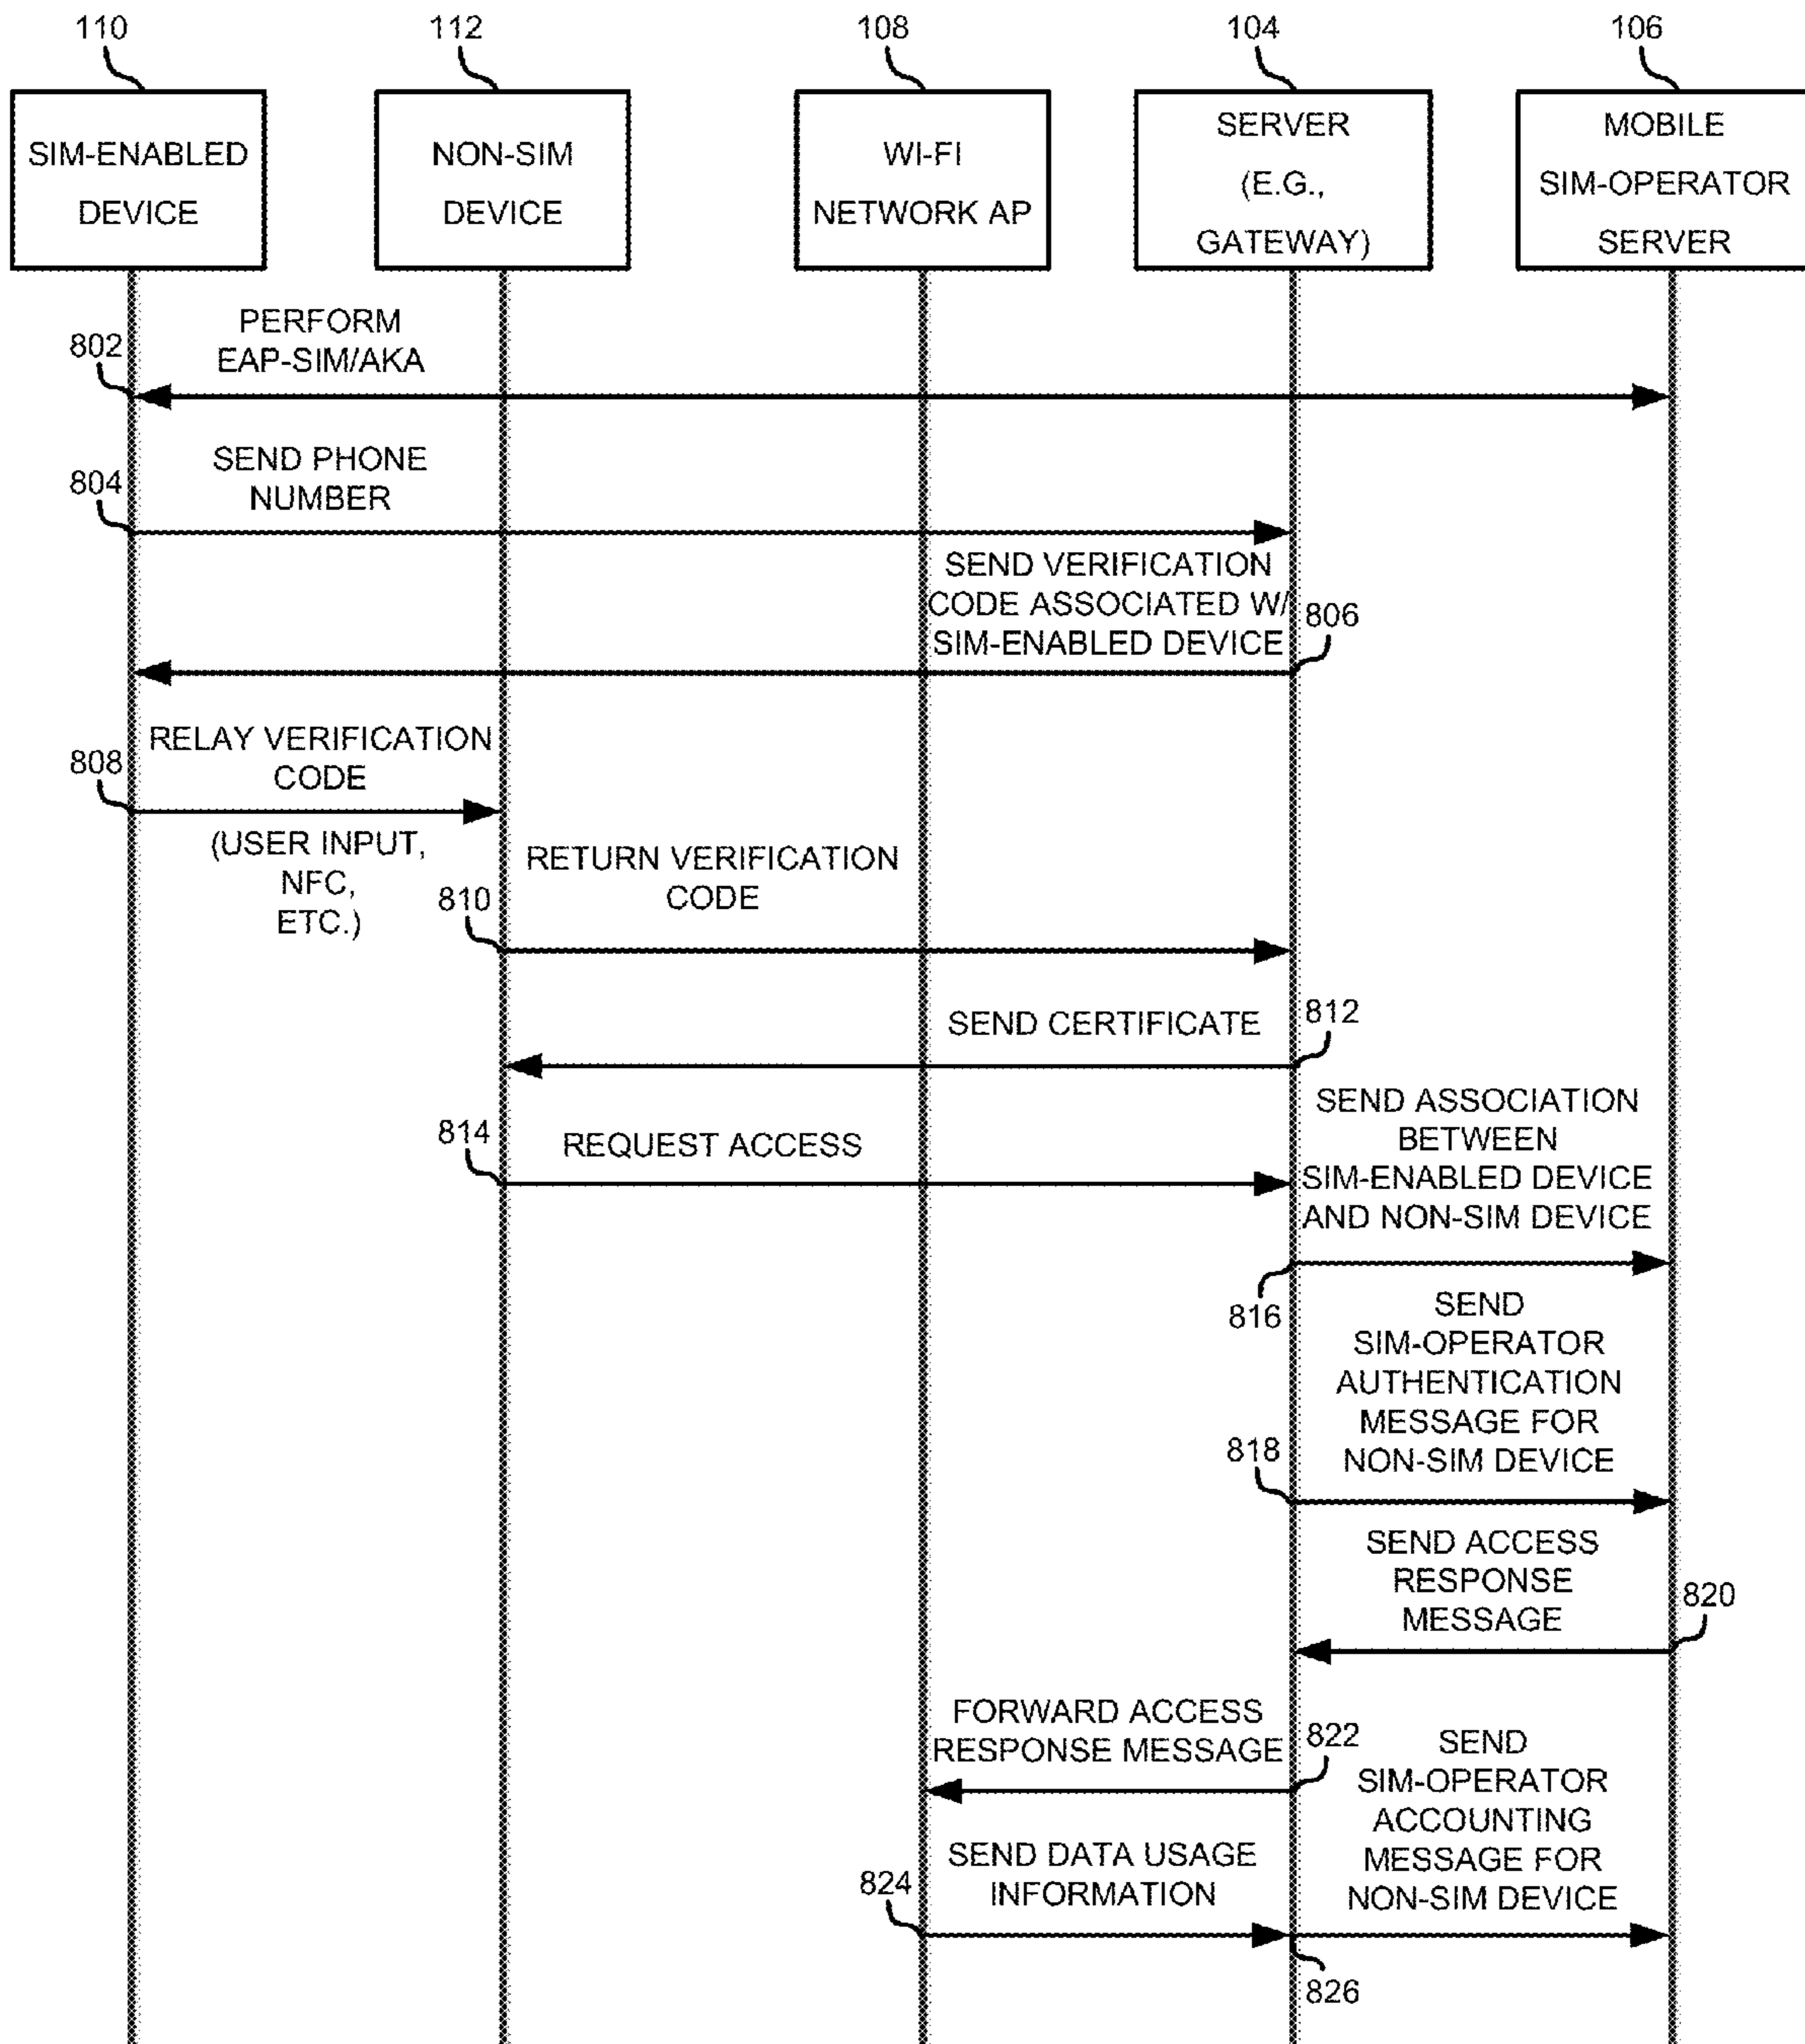 110
112
108
104
106
SIM-ENABLED
DEVICE
NON-SIM
DEVICE
WI-FI
NETWORK AP
SERVER
(E.G.,
GATEWAY)
MOBILE
SIM-OPERATOR
SERVER
PERFORM
EAP-SIM/AKA
802
SEND PHONE
NUMBER
804
SEND VERIFICATION
CODE ASSOCIATED W/
SIM-ENABLED DEVICE
806
RELAY VERIFICATION
CODE
808
(USER INPUT,
NFC,
ETC.)
RETURN VERIFICATION
CODE
810
SEND CERTIFICATE
812
REQUEST ACCESS
814
SEND ASSOCIATION
BETWEEN
SIM-ENABLED DEVICE
AND NON-SIM DEVICE
816
SEND
SIM-OPERATOR
AUTHENTICATION
MESSAGE FOR
NON-SIM DEVICE
818
SEND ACCESS
RESPONSE
MESSAGE
820
FORWARD ACCESS
RESPONSE MESSAGE
822
SEND DATA USAGE
INFORMATION
824
SEND
SIM-OPERATOR
ACCOUNTING
MESSAGE FOR
NON-SIM DEVICE
826